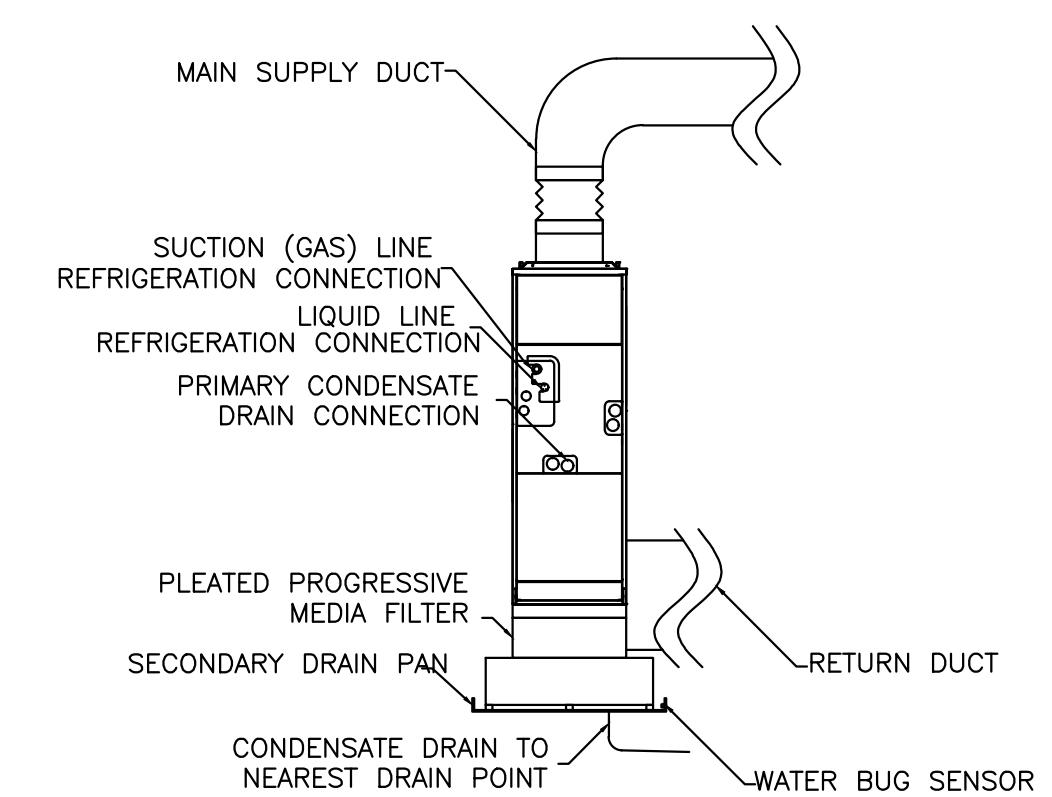 MAIN SUPPLY DUCT
SUCTION (GAS) LINE
REFRIGERATION CONNECTION
LIQUID LINE
REFRIGERATION CONNECTION
PRIMARY CONDENSATE
DRAIN CONNECTION
PLEATED PROGRESSIVE
MEDIA FILTER
SECONDARY DRAIN PAN
RETURN DUCT
CONDENSATE DRAIN TO
NEAREST DRAIN POINT
WATER BUG SENSOR